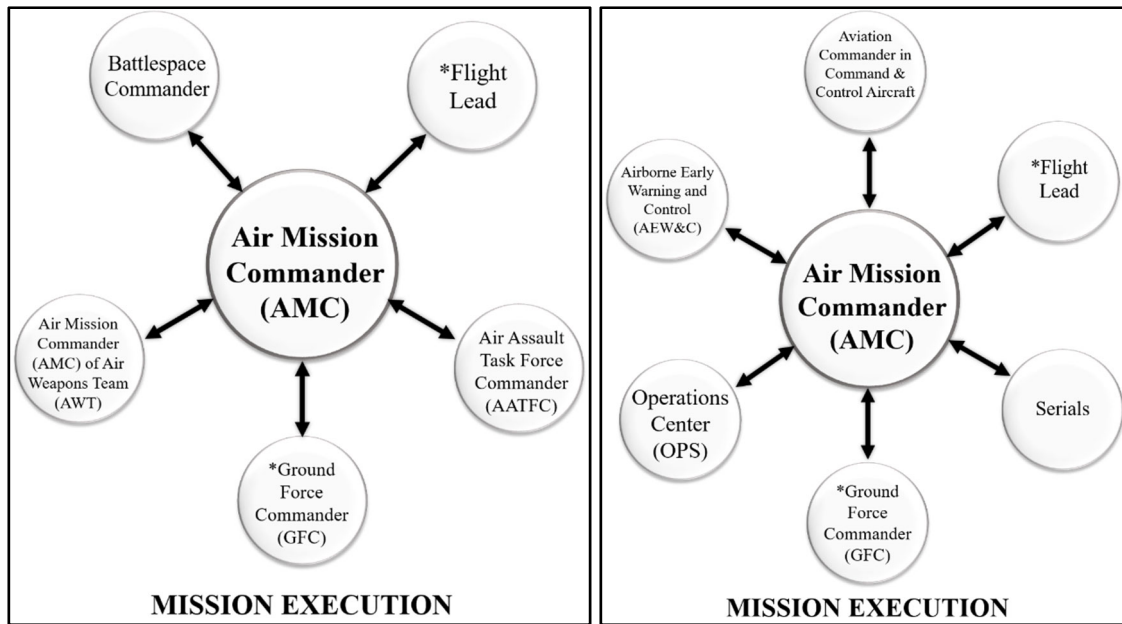 Battlespace
Commander
*Flight
Lead
Air Mission
Commander
(AMC)
Air Mission
Commander
(AMC) of Air
Weapons Team
(AWT)
Air Assault
Task Force
Commander
(AATFC)
*Ground
Force
Commander
(GFC)
MISSION EXECUTION
Aviation
Commander in
Command &
Control Aircraft
Airborne Early
Warning and
Control
(AEW&C)
*Flight
Lead
Air Mission
Commander
(AMC)
Operations
Center
(OPS)
Serials
*Ground
Force
Commander
(GFC)
MISSION EXECUTION